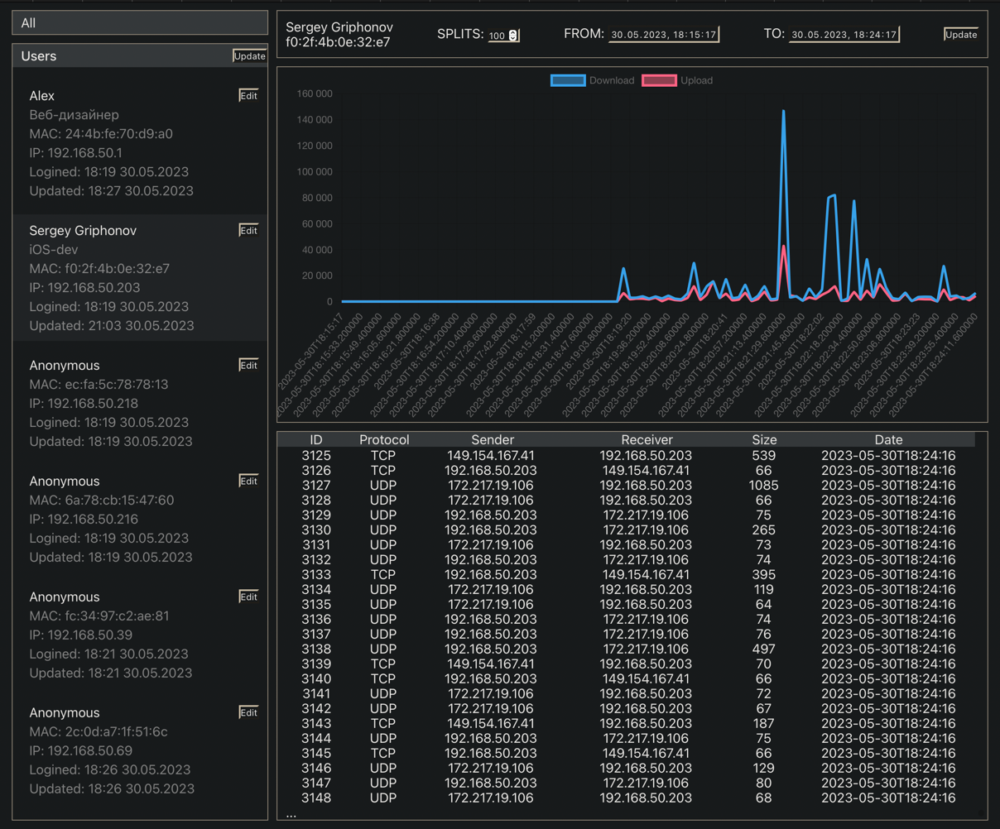 All
Users
Update
Alex
Edit
Веб-дизайнер
MAC: 24:4b:fe:70:d9:a0
IP: 192.168.50.1
Logined: 18:19 30.05.2023
Updated: 18:27 30.05.2023
Sergey Griphonov
Edit
iOS-dev
MAC: f0:2f:4b:0e:32:e7
IP: 192.168.50.203
Logined: 18:19 30.05.2023
Updated: 21:03 30.05.2023
Anonymous
Edit
MAC: ec:fa:5c:78:78:13
IP: 192.168.50.218
Logined: 18:19 30.05.2023
Updated: 18:19 30.05.2023
Anonymous
Edit
MAC: 6a:78:cb:15:47:60
IP: 192.168.50.216
Logined: 18:19 30.05.2023
Updated: 18:19 30.05.2023
Anonymous
Edit
MAC: fc:34:97:c2:ae:81
IP: 192.168.50.39
Logined: 18:21 30.05.2023
Updated: 18:21 30.05.2023
Anonymous
Edit
MAC: 2c:0d:a7:1f:51:6c
IP: 192.168.50.69
Logined: 18:26 30.05.2023
Updated: 18:26 30.05.2023
Sergey Griphonov
f0:2f:4b:0e:32:e7
SPLITS: 100
FROM: 30.05.2023, 18:15:17
TO: 30.05.2023, 18:24:17
Update
Download Upload
160 000
140 000
120 000
100 000
80 000
60 000
40 000
20 000
0
2023-05-30T18:15:17
2023-05-30T18:15:33.200000
2023-05-30T18:15:49.400000
2023-05-30T18:16:05.600000
2023-05-30T18:16:21.800000
2023-05-30T18:16:38
2023-05-30T18:16:54.200000
2023-05-30T18:17:10.400000
2023-05-30T18:17:26.600000
2023-05-30T18:17:42.800000
2023-05-30T18:17:59
2023-05-30T18:18:15.200000
2023-05-30T18:18:31.400000
2023-05-30T18:18:47.600000
2023-05-30T18:19:03.800000
2023-05-30T18:19:20
2023-05-30T18:19:36.200000
2023-05-30T18:19:52.400000
2023-05-30T18:20:08.600000
2023-05-30T18:20:24.800000
2023-05-30T18:20:41
2023-05-30T18:20:57.200000
2023-05-30T18:21:13.400000
2023-05-30T18:21:29.600000
2023-05-30T18:21:45.800000
2023-05-30T18:22:02
2023-05-30T18:22:18.200000
2023-05-30T18:22:34.400000
2023-05-30T18:22:50.600000
2023-05-30T18:23:06.800000
2023-05-30T18:23:23
2023-05-30T18:23:39.200000
2023-05-30T18:23:55.400000
2023-05-30T18:24:11.600000
ID Protocol Sender Receiver Size Date
3125 TCP 149.154.167.41 192.168.50.203 539 2023-05-30T18:24:16
3126 TCP 192.168.50.203 149.154.167.41 66 2023-05-30T18:24:16
3127 UDP 172.217.19.106 192.168.50.203 1085 2023-05-30T18:24:16
3128 UDP 172.217.19.106 192.168.50.203 66 2023-05-30T18:24:16
3129 UDP 192.168.50.203 172.217.19.106 75 2023-05-30T18:24:16
3130 UDP 192.168.50.203 172.217.19.106 265 2023-05-30T18:24:16
3131 UDP 172.217.19.106 192.168.50.203 73 2023-05-30T18:24:16
3132 UDP 192.168.50.203 172.217.19.106 74 2023-05-30T18:24:16
3133 TCP 192.168.50.203 149.154.167.41 395 2023-05-30T18:24:16
3134 UDP 172.217.19.106 192.168.50.203 119 2023-05-30T18:24:16
3135 UDP 172.217.19.106 192.168.50.203 64 2023-05-30T18:24:16
3136 UDP 192.168.50.203 172.217.19.106 74 2023-05-30T18:24:16
3137 UDP 192.168.50.203 172.217.19.106 76 2023-05-30T18:24:16
3138 UDP 192.168.50.203 172.217.19.106 497 2023-05-30T18:24:16
3139 TCP 149.154.167.41 192.168.50.203 70 2023-05-30T18:24:16
3140 TCP 192.168.50.203 149.154.167.41 66 2023-05-30T18:24:16
3141 UDP 172.217.19.106 192.168.50.203 72 2023-05-30T18:24:16
3142 UDP 172.217.19.106 192.168.50.203 67 2023-05-30T18:24:16
3143 TCP 149.154.167.41 192.168.50.203 187 2023-05-30T18:24:16
3144 UDP 192.168.50.203 172.217.19.106 75 2023-05-30T18:24:16
3145 TCP 192.168.50.203 149.154.167.41 66 2023-05-30T18:24:16
3146 UDP 172.217.19.106 192.168.50.203 129 2023-05-30T18:24:16
3147 UDP 192.168.50.203 172.217.19.106 80 2023-05-30T18:24:16
3148 UDP 172.217.19.106 192.168.50.203 68 2023-05-30T18:24:16
...